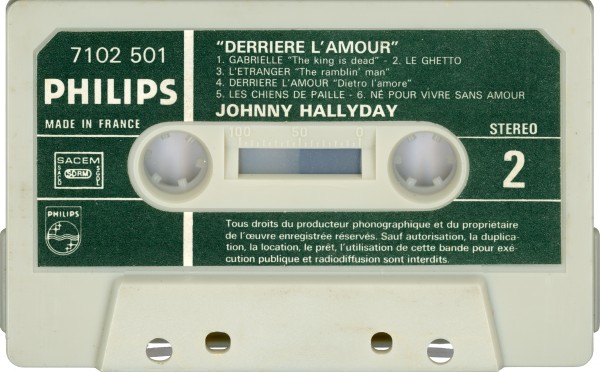 7102 501
PHILIPS
MADE IN FRANCE
SACEM
SACD SDRM SGDL
PHILIPS
"DERRIERE L'AMOUR"
1. GABRIELLE "The king is dead" - 2. LE GHETTO
3. L'ETRANGER "The ramblin' man"
4. DERRIERE L'AMOUR "Dietro l'amore"
5. LES CHIENS DE PAILLE - 6. NÉ POUR VIVRE SANS AMOUR
JOHNNY HALLYDAY
100 50 0
STEREO
2
Tous droits du producteur phonographique et du propriétaire
de l'œuvre enregistrée réservés. Sauf autorisation, la duplica-
tion, la location, le prêt, l'utilisation de cette bande pour exé-
cution publique et radiodiffusion sont interdits.